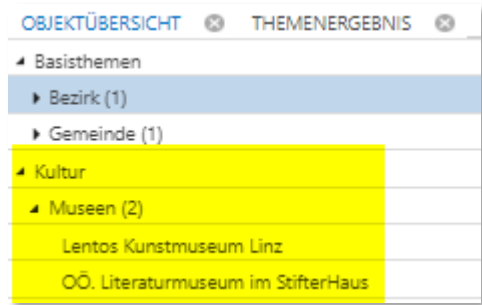 OBJEKTÜBERSICHT THEMENERGEBNIS
Basisthemen
Bezirk (1)
Gemeinde (1)
Kultur
Museen (2)
Lentos Kunstmuseum Linz
OÖ. Literaturmuseum im StifterHaus